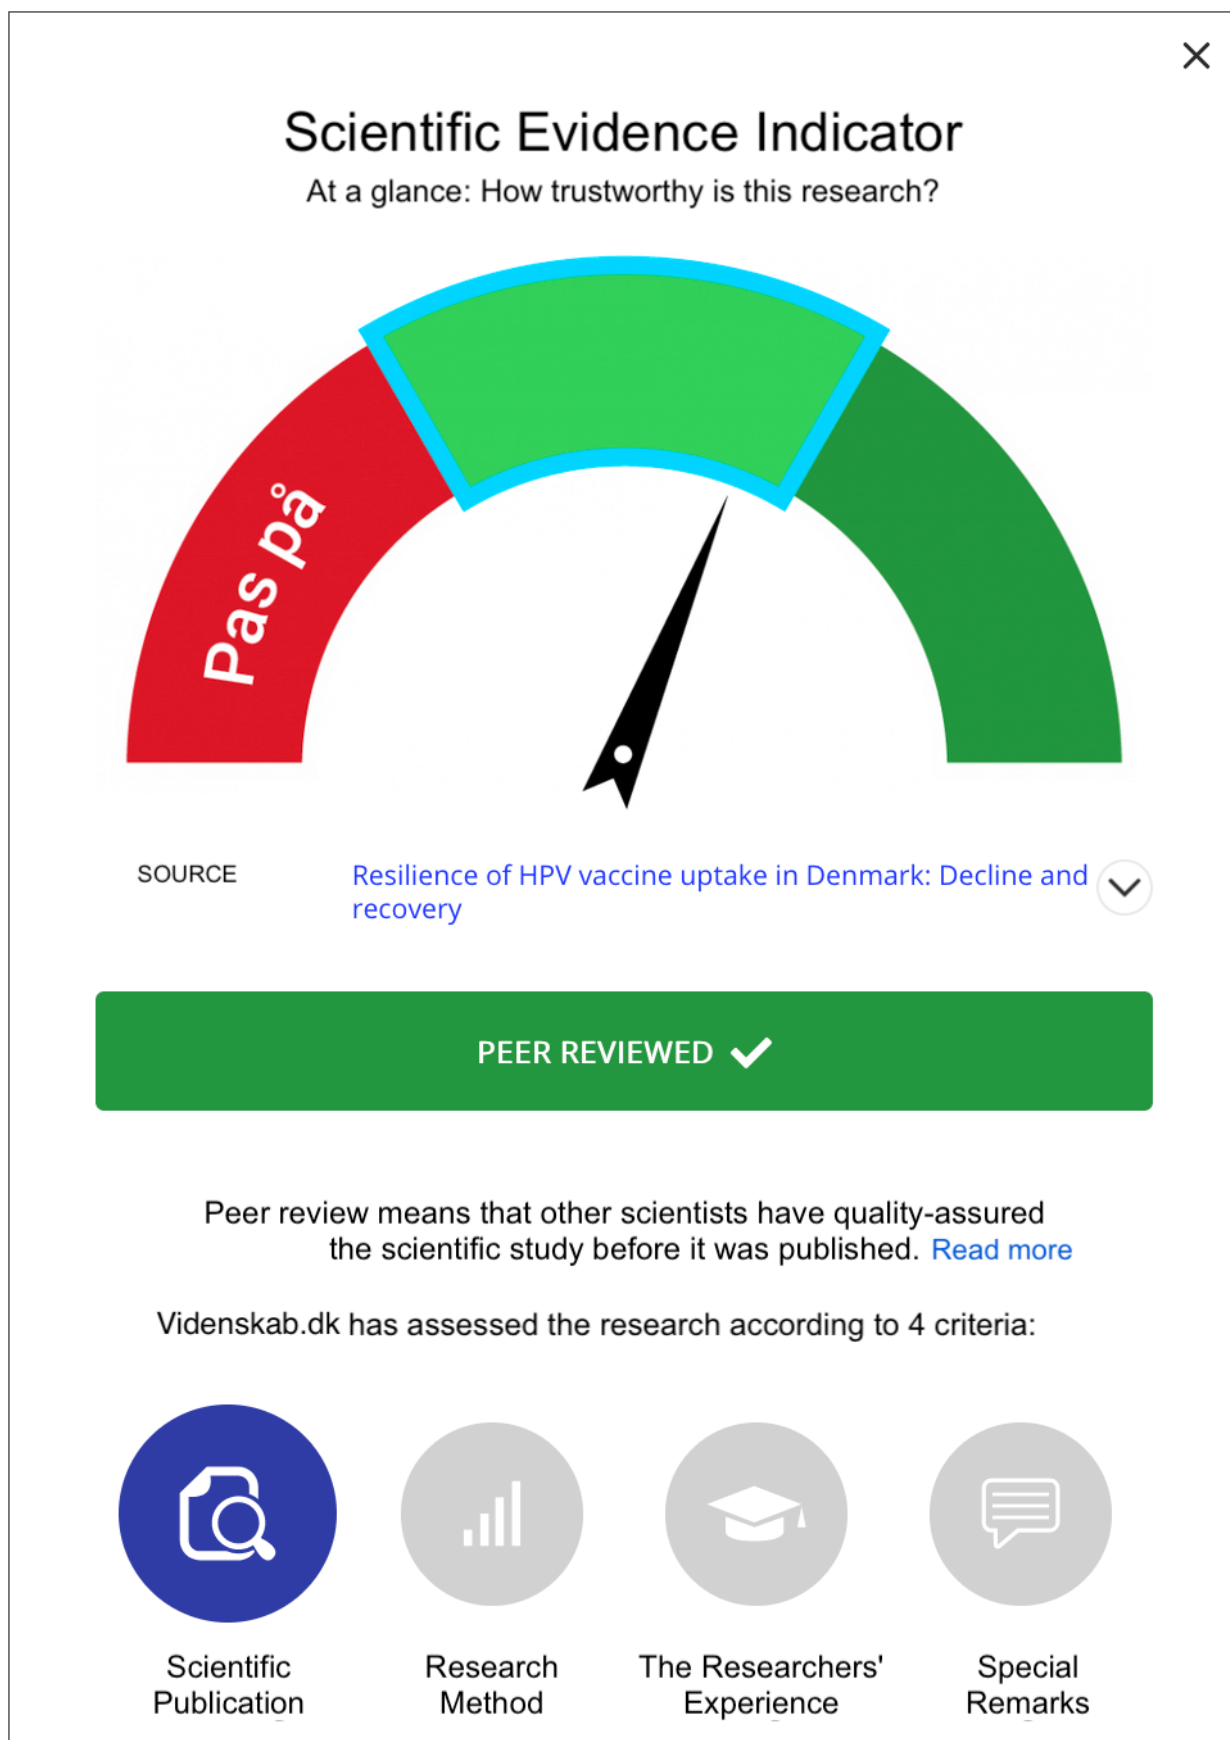 Scientific Evidence Indicator
At a glance: How trustworthy is this research?
Pas på
SOURCE
Resilience of HPV vaccine uptake in Denmark: Decline and
recovery
PEER REVIEWED
Peer review means that other scientists have quality-assured
the scientific study before it was published. Read more
Videnskab.dk has assessed the research according to 4 criteria:
Scientific
Publication
Research
Method
The Researchers'
Experience
Special
Remarks